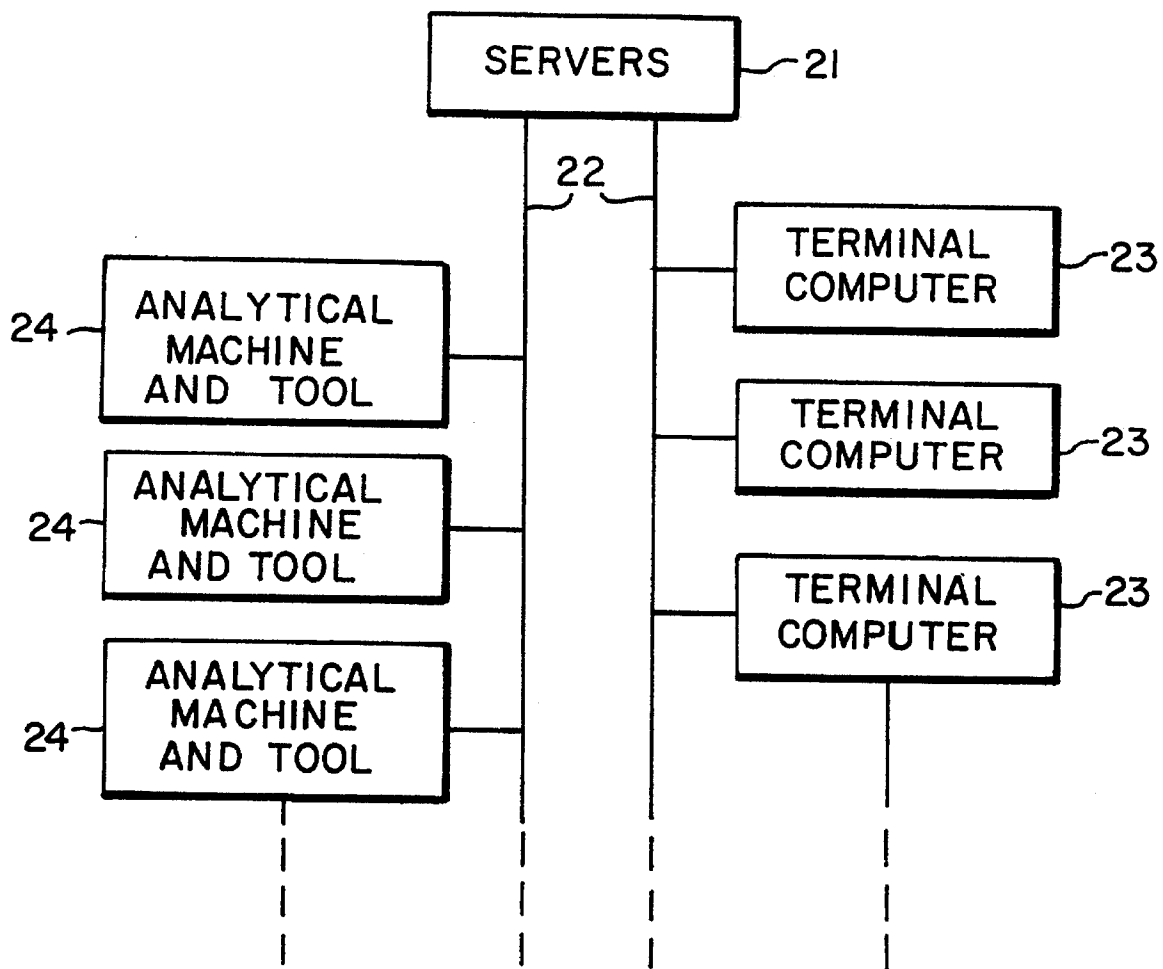 SERVERS
21
22
TERMINAL
COMPUTER
23
ANALYTICAL
MACHINE
AND TOOL
24
TERMINAL
COMPUTER
23
ANALYTICAL
MACHINE
AND TOOL
24
TERMINAL
COMPUTER
23
ANALYTICAL
MACHINE
AND TOOL
24